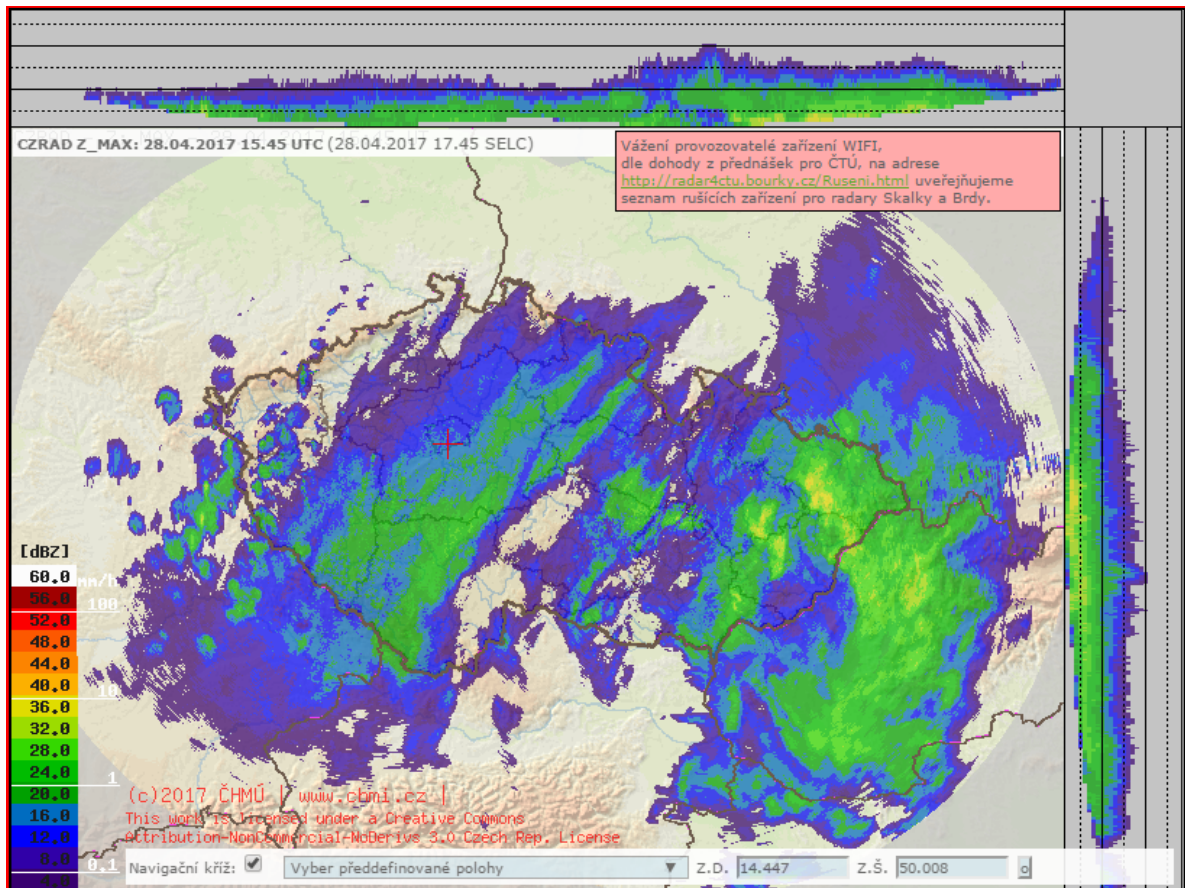 CZRAD Z_MAX: 28.04.2017 15.45 UTC (28.04.2017 17.45 SELC)
Vážení provozovatelé zařízení WIFI,
dle dohody z přednášek pro ČTÚ, na adrese
http://radar4ctu.bourky.cz/Ruseni.html uveřejňujeme
seznam rušících zařízení pro radary Skalky a Brdy.
[dBZ]
60.0 mm/h
56.0
100
52.0
48.0
44.0
40.0
10
36.0
32.0
28.0
24.0
1
20.0
16.0
12.0
8.0
0.1
4.0
(c)2017 ČHMÚ | www.chmi.cz |
This work is licensed under a Creative Commons
Attribution-NonCommercial-NoDerivs 3.0 Czech Rep. License
Navigační kříž: Vyber předdefinované polohy Z.D. 14.447 Z.Š. 50.008 o